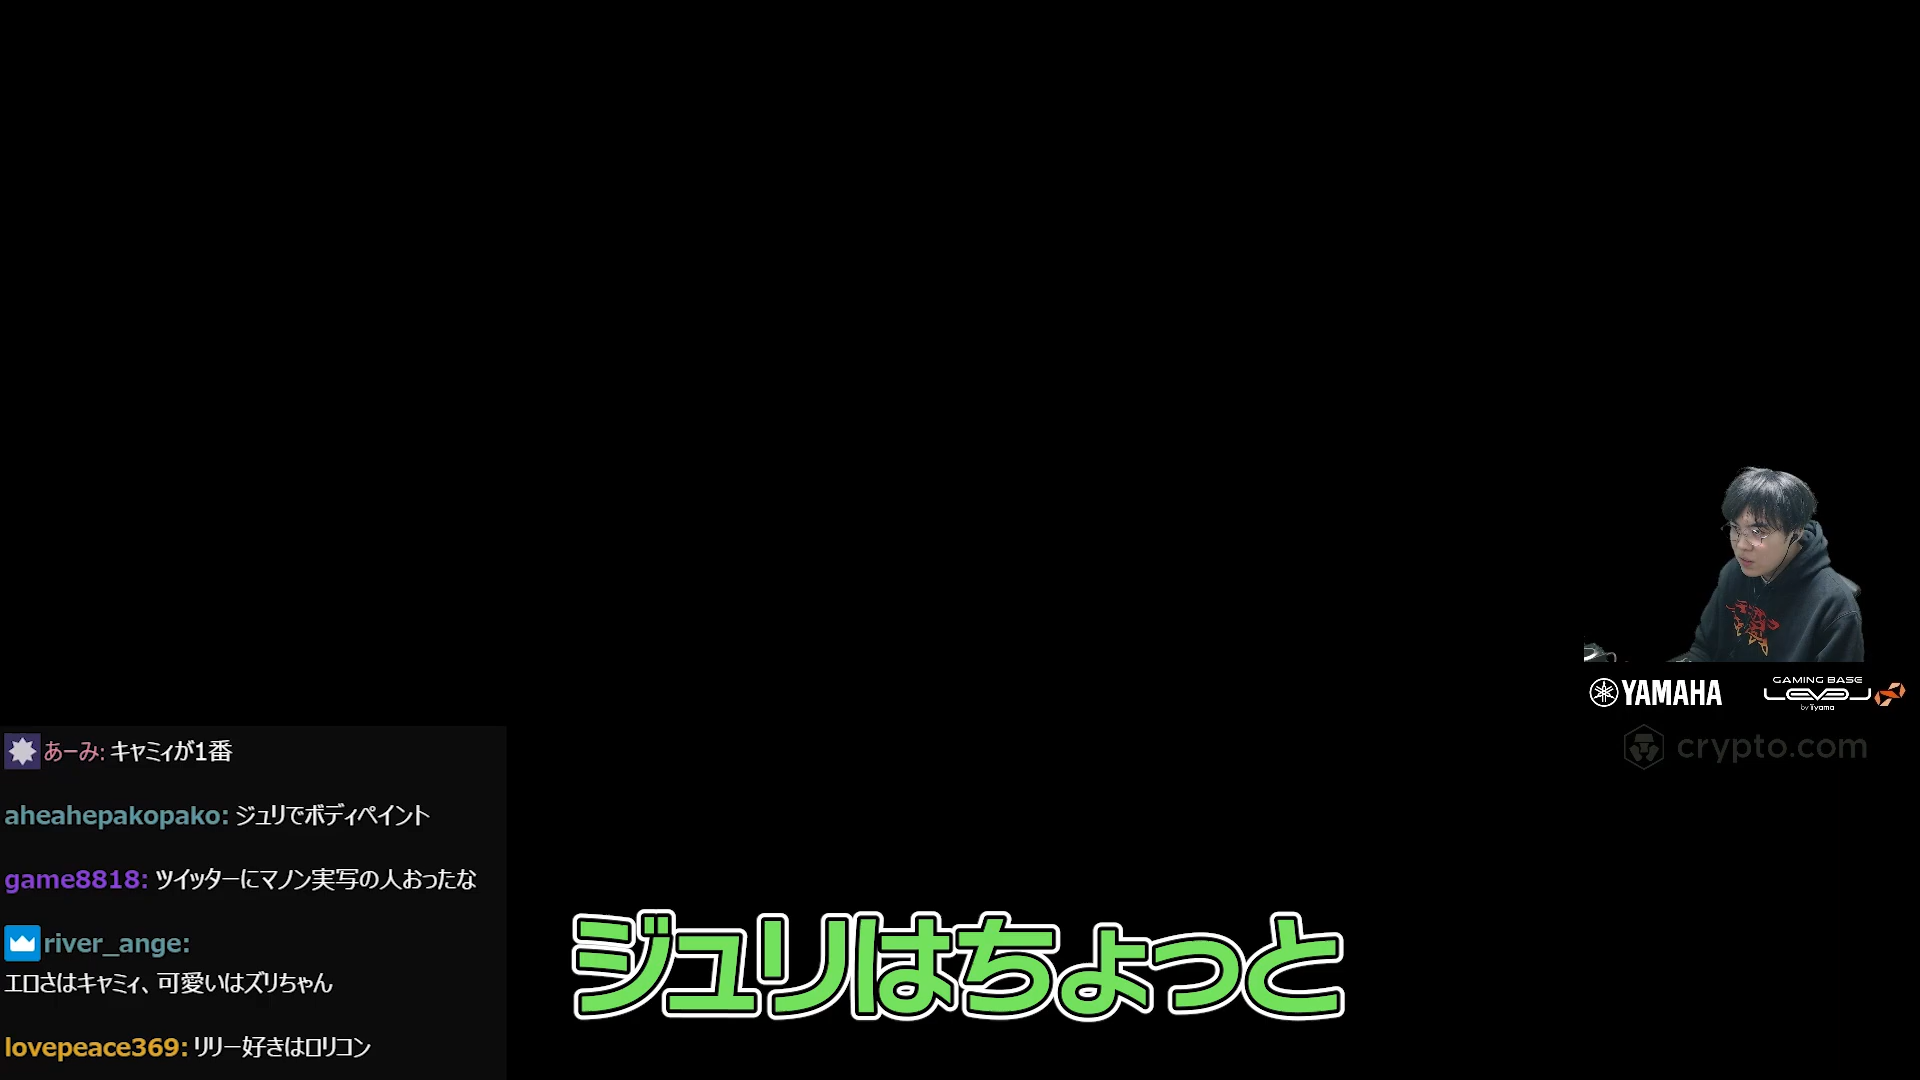 YAMAHA
GAMING BASE
LEVEL∞
by iiyama
crypto.com
あーみ: キャミィが1番
aheahepakopako: ジュリでボディペイント
game8818: ツイッターにマノン実写の人おったな
river_ange:
エロさはキャミィ、可愛いはズリちゃん
lovepeace369: リリー好きはロリコン
ジュリはちょっと